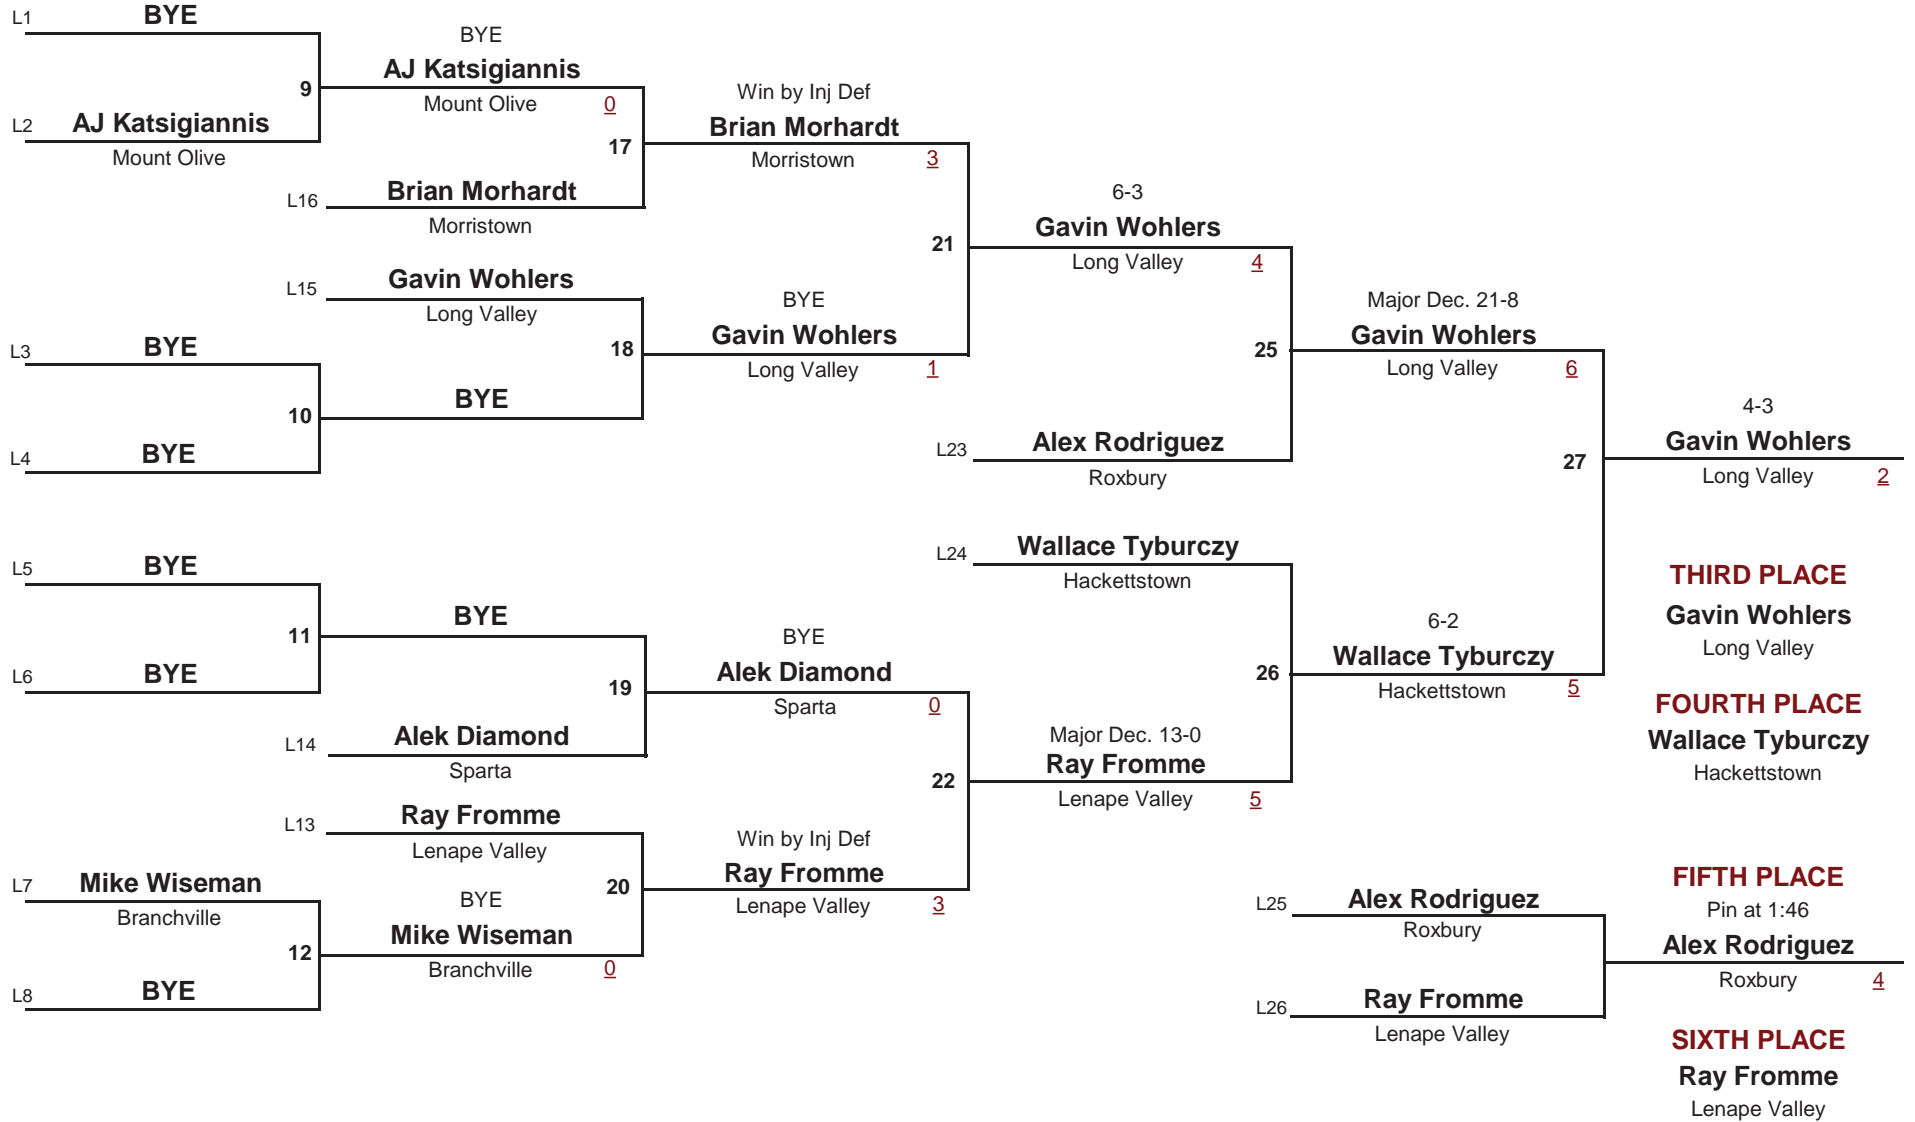 L1 BYE
9
L2 AJ Katsigiannis
Mount Olive
BYE
AJ Katsigiannis
Mount Olive 0
17
L16 Brian Morhardt
Morristown
Win by Inj Def
Brian Morhardt
Morristown 3
21
L15 Gavin Wohlers
Long Valley
18
L3 BYE
10
BYE
L4 BYE
BYE
Gavin Wohlers
Long Valley 1
6-3
Gavin Wohlers
Long Valley 4
25
L23 Alex Rodriguez
Roxbury
Major Dec. 21-8
Gavin Wohlers
Long Valley 6
27
4-3
Gavin Wohlers
Long Valley 2
L5 BYE
11
L6 BYE
BYE
19
L14 Alek Diamond
Sparta
BYE
Alek Diamond
Sparta 0
22
L13 Ray Fromme
Lenape Valley
20
L7 Mike Wiseman
Branchville
12
L8 BYE
BYE
Mike Wiseman
Branchville 0
Win by Inj Def
Ray Fromme
Lenape Valley 3
L24 Wallace Tyburczy
Hackettstown
26
Major Dec. 13-0
Ray Fromme
Lenape Valley 5
6-2
Wallace Tyburczy
Hackettstown 5
THIRD PLACE
Gavin Wohlers
Long Valley
FOURTH PLACE
Wallace Tyburczy
Hackettstown
L25 Alex Rodriguez
Roxbury
L26 Ray Fromme
Lenape Valley
FIFTH PLACE
Pin at 1:46
Alex Rodriguez
Roxbury 4
SIXTH PLACE
Ray Fromme
Lenape Valley